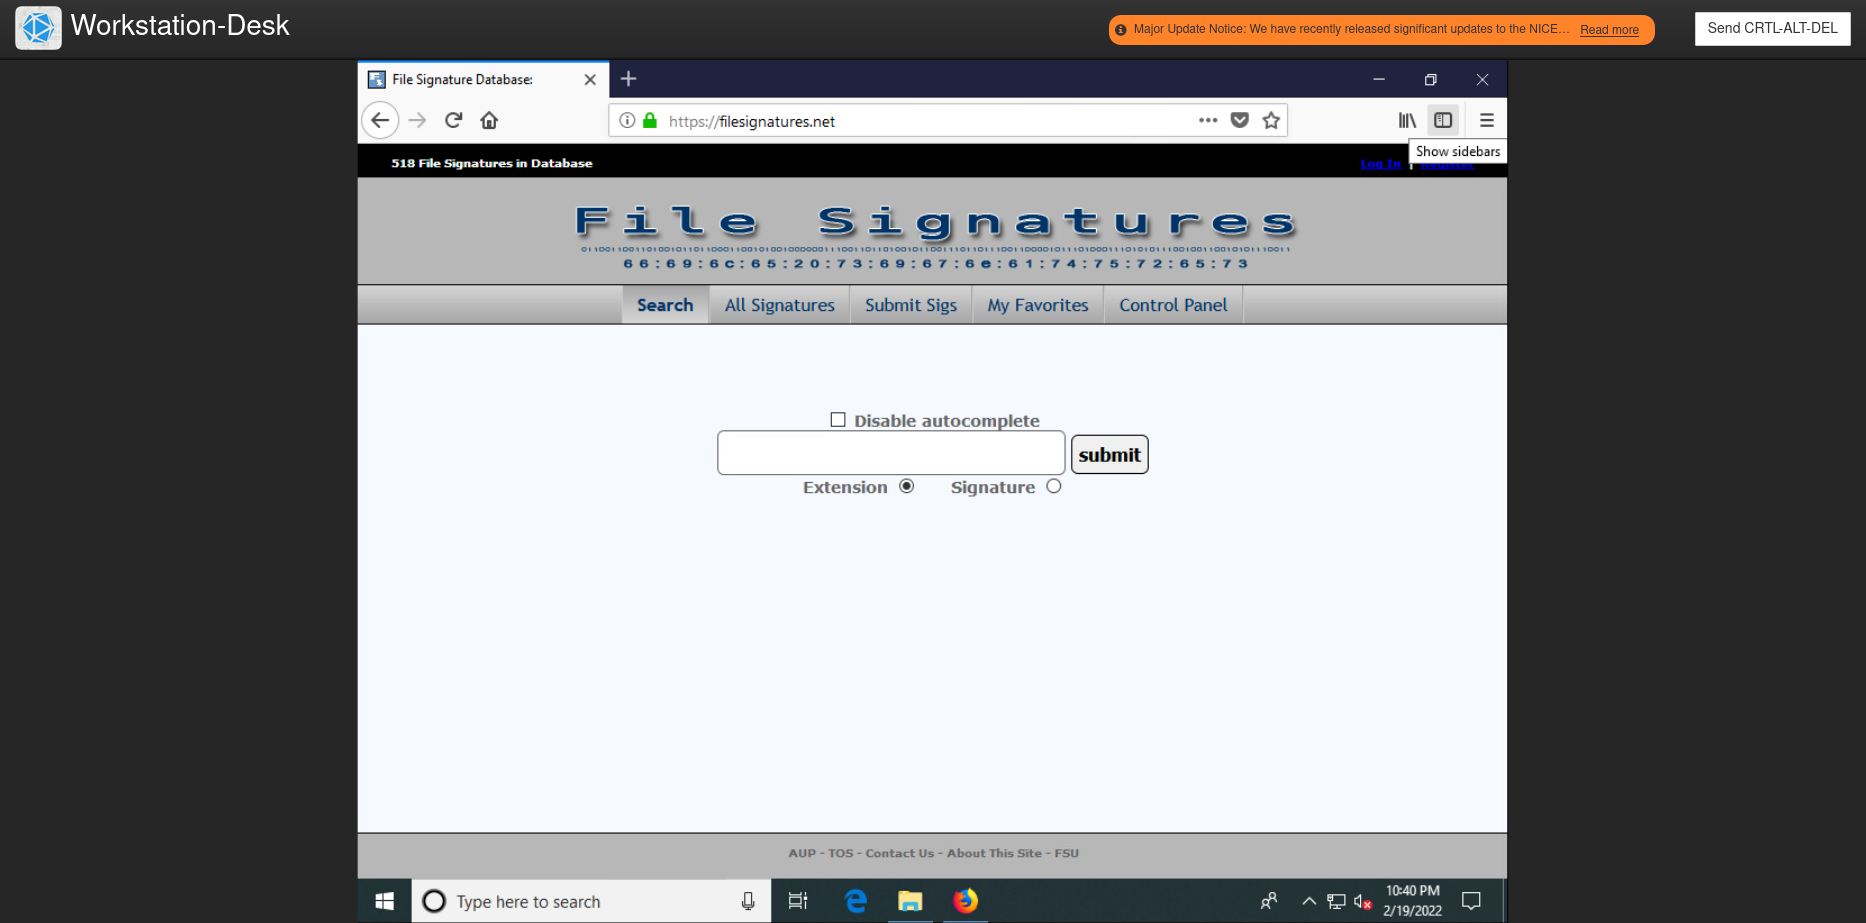 Workstation-Desk
Major Update Notice: We have recently released significant updates to the NICE... Read more
Send CRTL-ALT-DEL
File Signature Database:
https://filesignatures.net
Show sidebars
518 File Signatures in Database
Log In | Register
File Signatures
66:69:6c:65:20:73:69:67:6e:61:74:75:72:65:73
Search All Signatures Submit Sigs My Favorites Control Panel
Disable autocomplete
submit
Extension Signature
AUP - TOS - Contact Us - About This Site - FSU
Type here to search
10:40 PM
2/19/2022